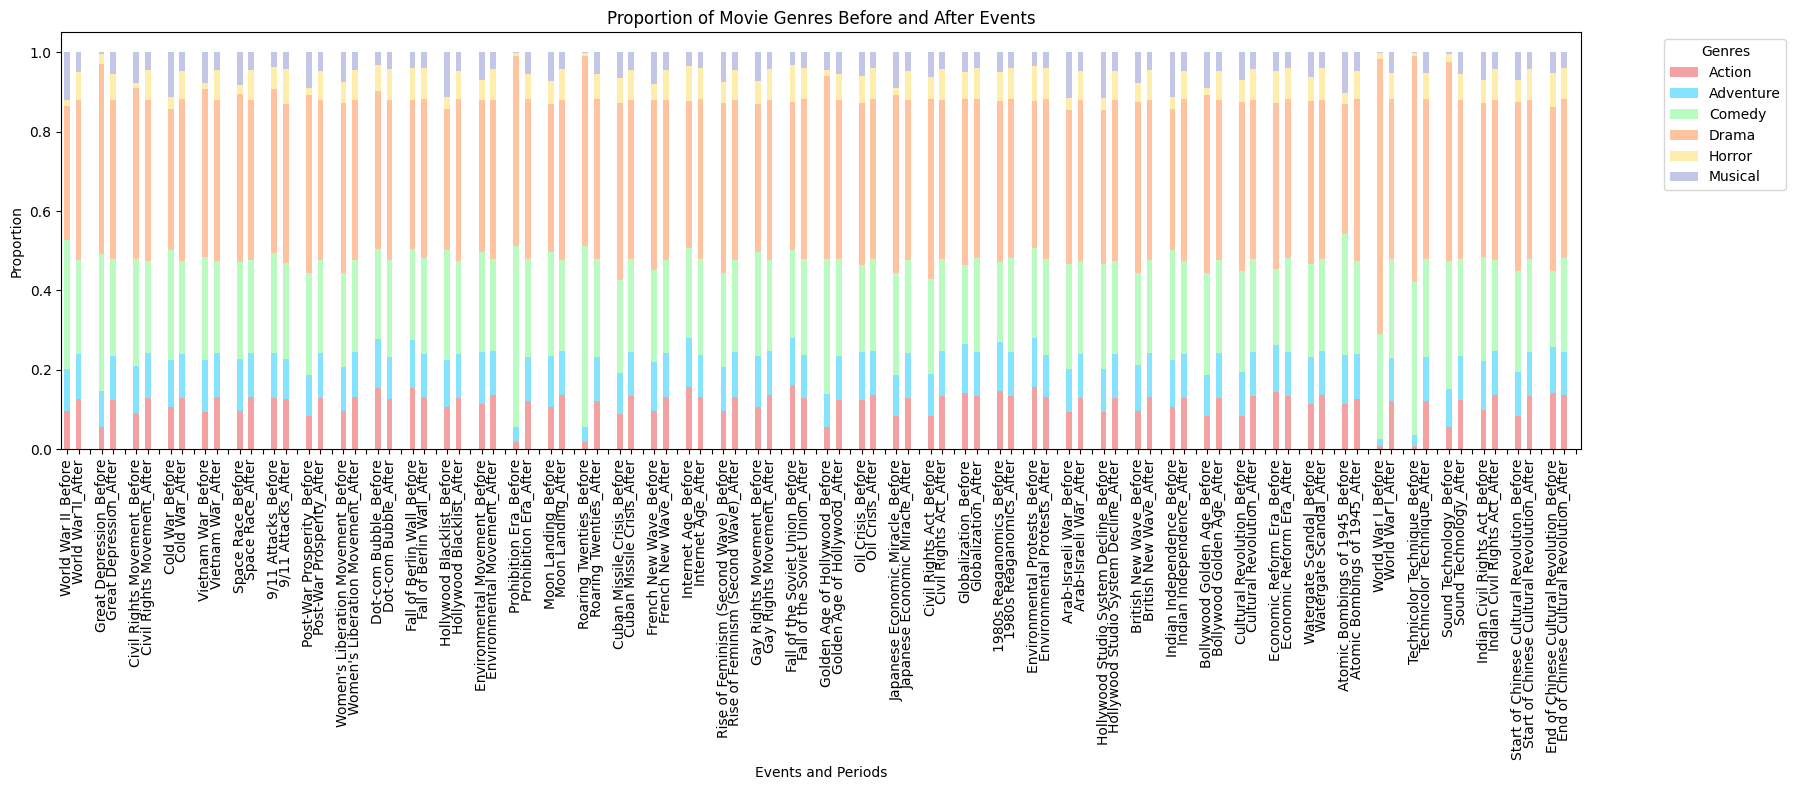 Proportion of Movie Genres Before and After Events
Genres
Action
Adventure
Comedy
Drama
Horror
Musical
Proportion
1.0
0.8
0.6
0.4
0.2
0.0
World War II_Before
World War II_After
Great Depression_Before
Great Depression_After
Civil Rights Movement_Before
Civil Rights Movement_After
Cold War_Before
Cold War_After
Vietnam War_Before
Vietnam War_After
Space Race_Before
Space Race_After
9/11 Attacks_Before
9/11 Attacks_After
Post-War Prosperity_Before
Post-War Prosperity_After
Women's Liberation Movement_Before
Women's Liberation Movement_After
Dot-com Bubble_Before
Dot-com Bubble_After
Fall of Berlin Wall_Before
Fall of Berlin Wall_After
Hollywood Blacklist_Before
Hollywood Blacklist_After
Environmental Movement_Before
Environmental Movement_After
Prohibition Era_Before
Prohibition Era_After
Moon Landing_Before
Moon Landing_After
Roaring Twenties_Before
Roaring Twenties_After
Cuban Missile Crisis_Before
Cuban Missile Crisis_After
French New Wave_Before
French New Wave_After
Internet Age_Before
Internet Age_After
Rise of Feminism (Second Wave)_Before
Rise of Feminism (Second Wave)_After
Gay Rights Movement_Before
Gay Rights Movement_After
Fall of the Soviet Union_Before
Fall of the Soviet Union_After
Golden Age of Hollywood_Before
Golden Age of Hollywood_After
Oil Crisis_Before
Oil Crisis_After
Japanese Economic Miracle_Before
Japanese Economic Miracle_After
Civil Rights Act_Before
Civil Rights Act_After
Globalization_Before
Globalization_After
1980s Reaganomics_Before
1980s Reaganomics_After
Environmental Protests_Before
Environmental Protests_After
Arab-Israeli War_Before
Arab-Israeli War_After
Hollywood Studio System Decline_Before
Hollywood Studio System Decline_After
British New Wave_Before
British New Wave_After
Indian Independence_Before
Indian Independence_After
Bollywood Golden Age_Before
Bollywood Golden Age_After
Cultural Revolution_Before
Cultural Revolution_After
Economic Reform Era_Before
Economic Reform Era_After
Watergate Scandal_Before
Watergate Scandal_After
Atomic Bombings of 1945_Before
Atomic Bombings of 1945_After
World War I_Before
World War I_After
Technicolor Technique_Before
Technicolor Technique_After
Sound Technology_Before
Sound Technology_After
Indian Civil Rights Act_Before
Indian Civil Rights Act_After
Start of Chinese Cultural Revolution_Before
Start of Chinese Cultural Revolution_After
End of Chinese Cultural Revolution_Before
End of Chinese Cultural Revolution_After
Events and Periods